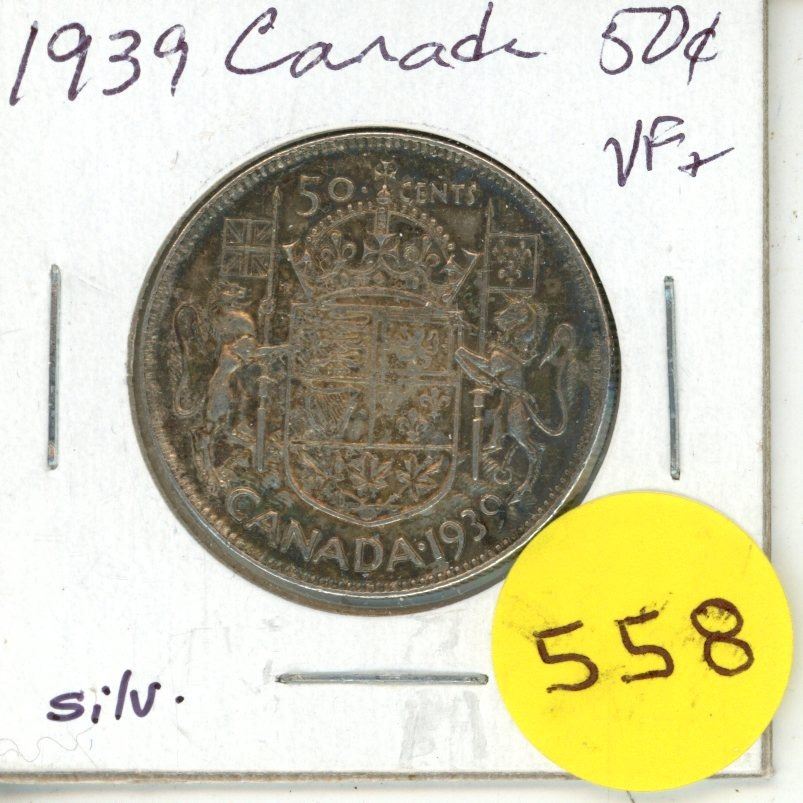 1939 Canada 50¢
VF+
50 · CENTS
CANADA · 1939
silv.
558